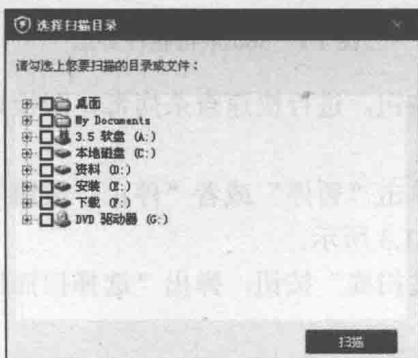 选择扫描目录
请勾选上您要扫描的目录或文件：
桌面
My Documents
3.5 软盘 (A:)
本地磁盘 (C:)
资料 (D:)
安装 (E:)
下载 (F:)
DVD 驱动器 (G:)
扫描